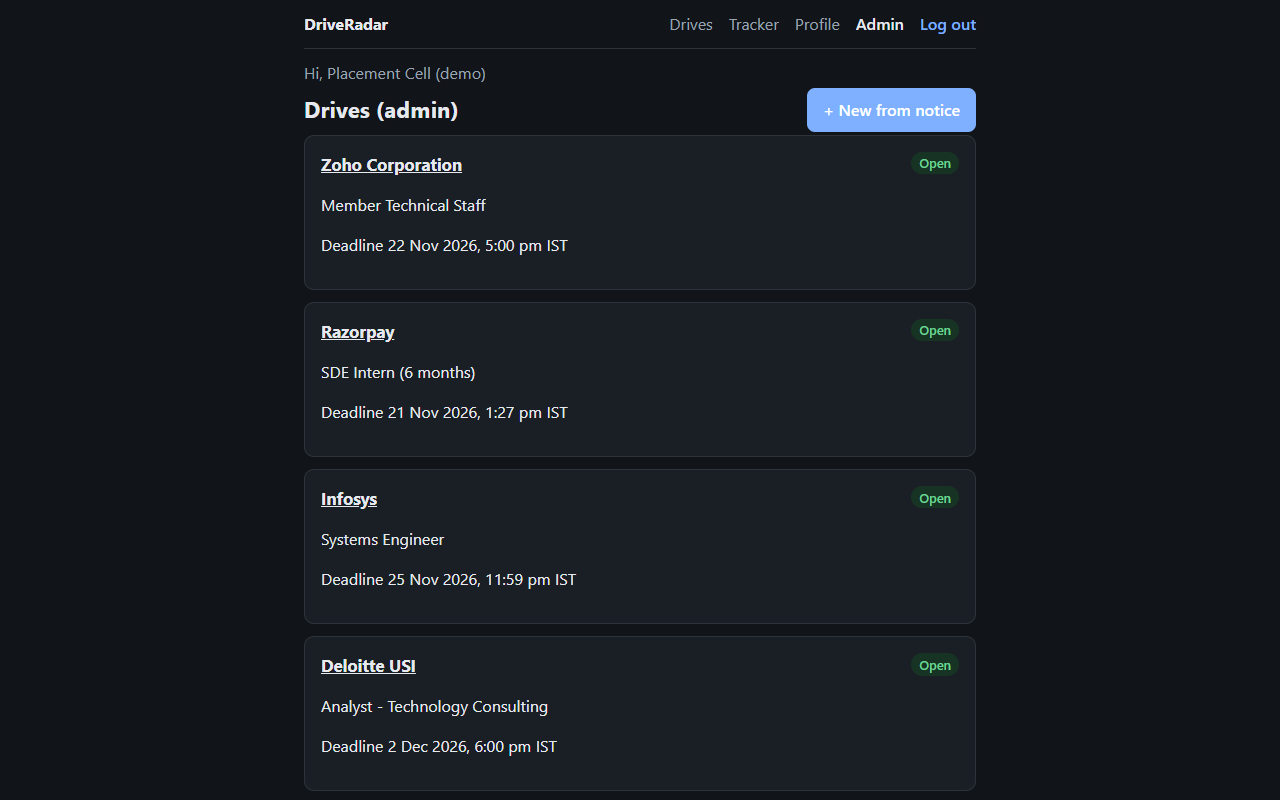 DriveRadar Drives Tracker Profile Admin Log out
Hi, Placement Cell (demo)
Drives (admin) + New from notice
Zoho Corporation Open
Member Technical Staff
Deadline 22 Nov 2026, 5:00 pm IST
Razorpay Open
SDE Intern (6 months)
Deadline 21 Nov 2026, 1:27 pm IST
Infosys Open
Systems Engineer
Deadline 25 Nov 2026, 11:59 pm IST
Deloitte USI Open
Analyst - Technology Consulting
Deadline 2 Dec 2026, 6:00 pm IST